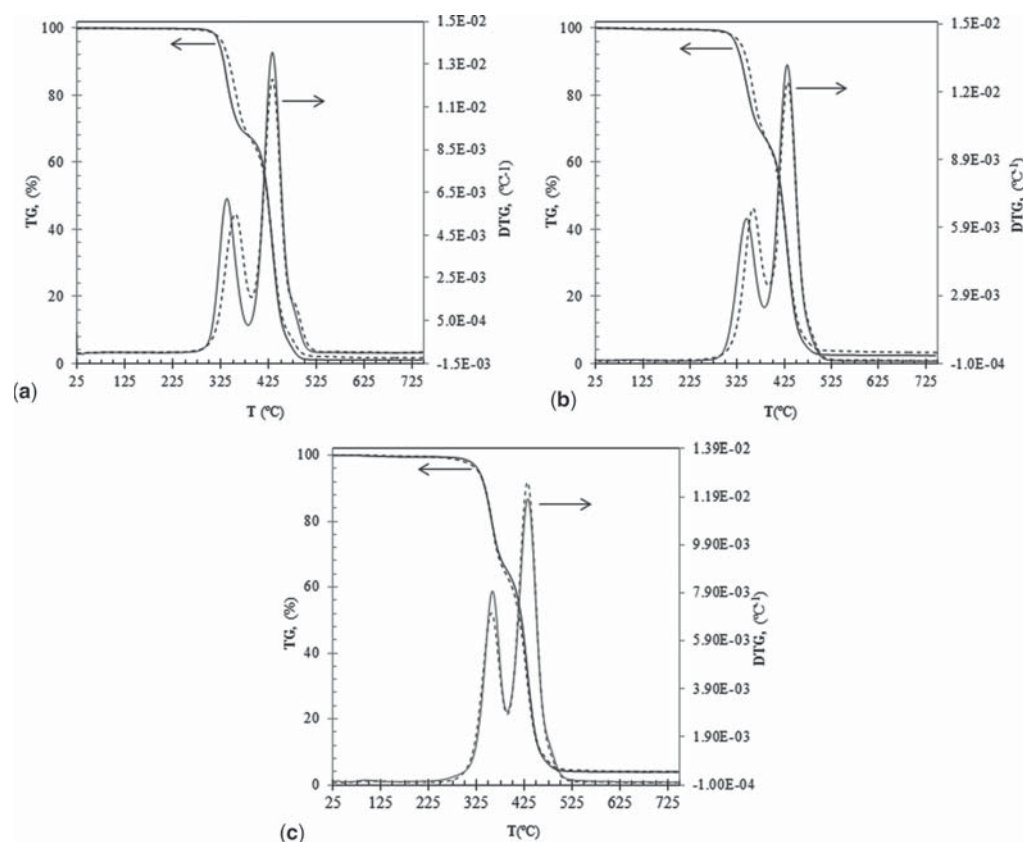 100
80
60
40
20
0
TG, (%)
25 125 225 325 425 525 625 725
T (ºC)
1.5E-02
1.3E-02
1.1E-02
8.5E-03
6.5E-03
4.5E-03
2.5E-03
5.0E-04
-1.5E-03
DTG, (ºC-1)
(a)
100
80
60
40
20
0
TG, (%)
25 125 225 325 425 525 625 725
T(ºC)
1.5E-02
1.2E-02
8.9E-03
5.9E-03
2.9E-03
-1.0E-04
DTG, (ºC-1)
(b)
100
80
60
40
20
0
TG, (%)
25 125 225 325 425 525 625 725
T(ºC)
1.39E-02
1.19E-02
9.90E-03
7.90E-03
5.90E-03
3.90E-03
1.90E-03
-1.00E-04
DTG, (ºC-1)
(c)